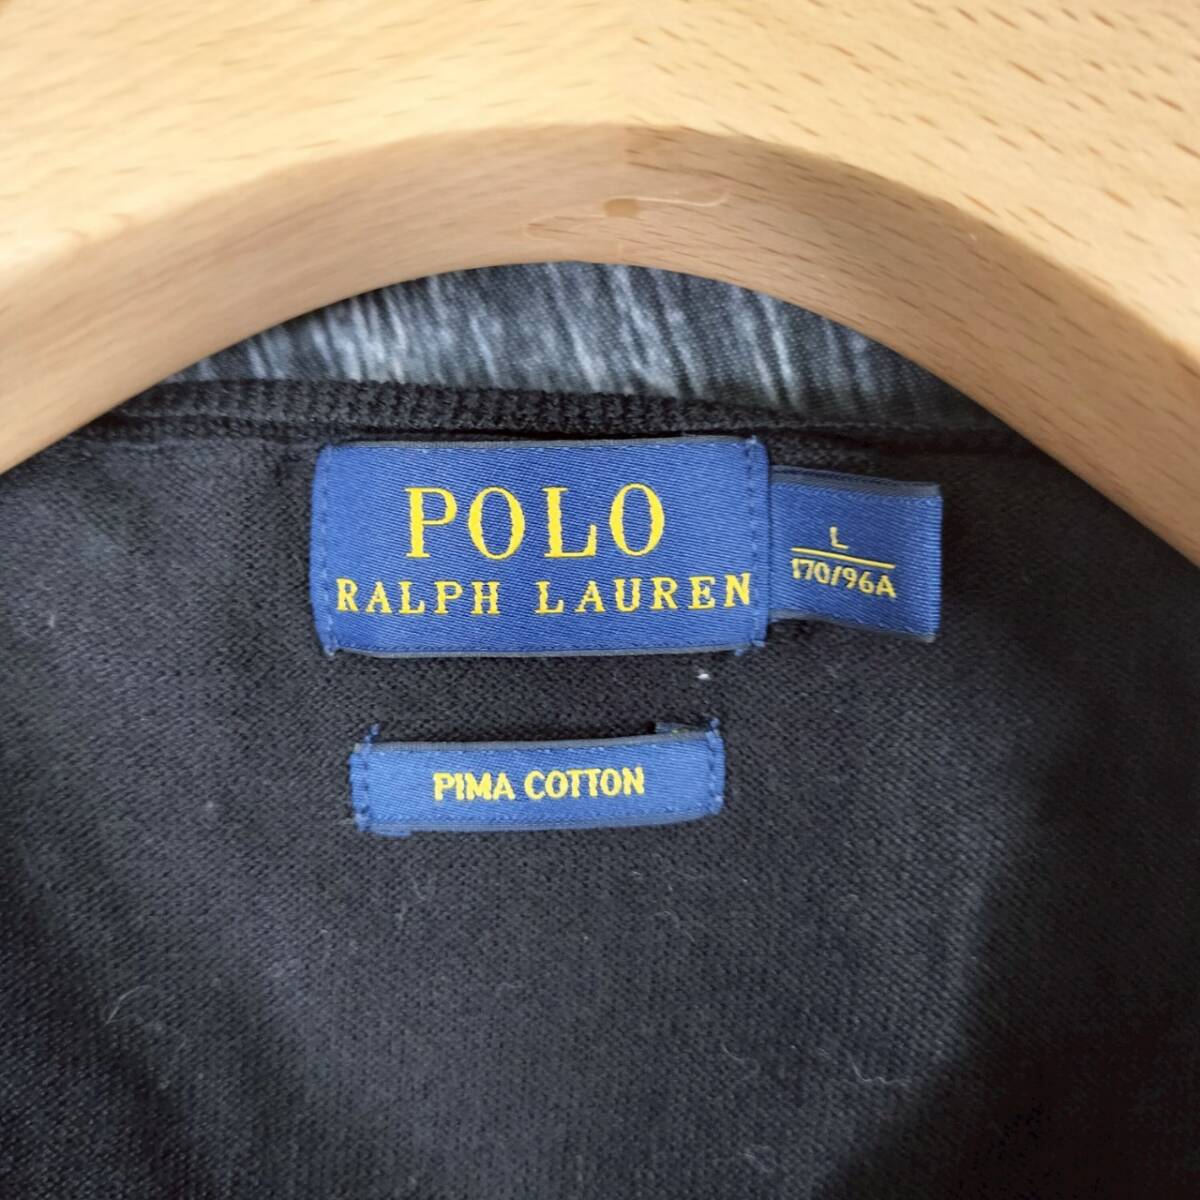 POLO
RALPH LAUREN
L
170/96A
PIMA COTTON